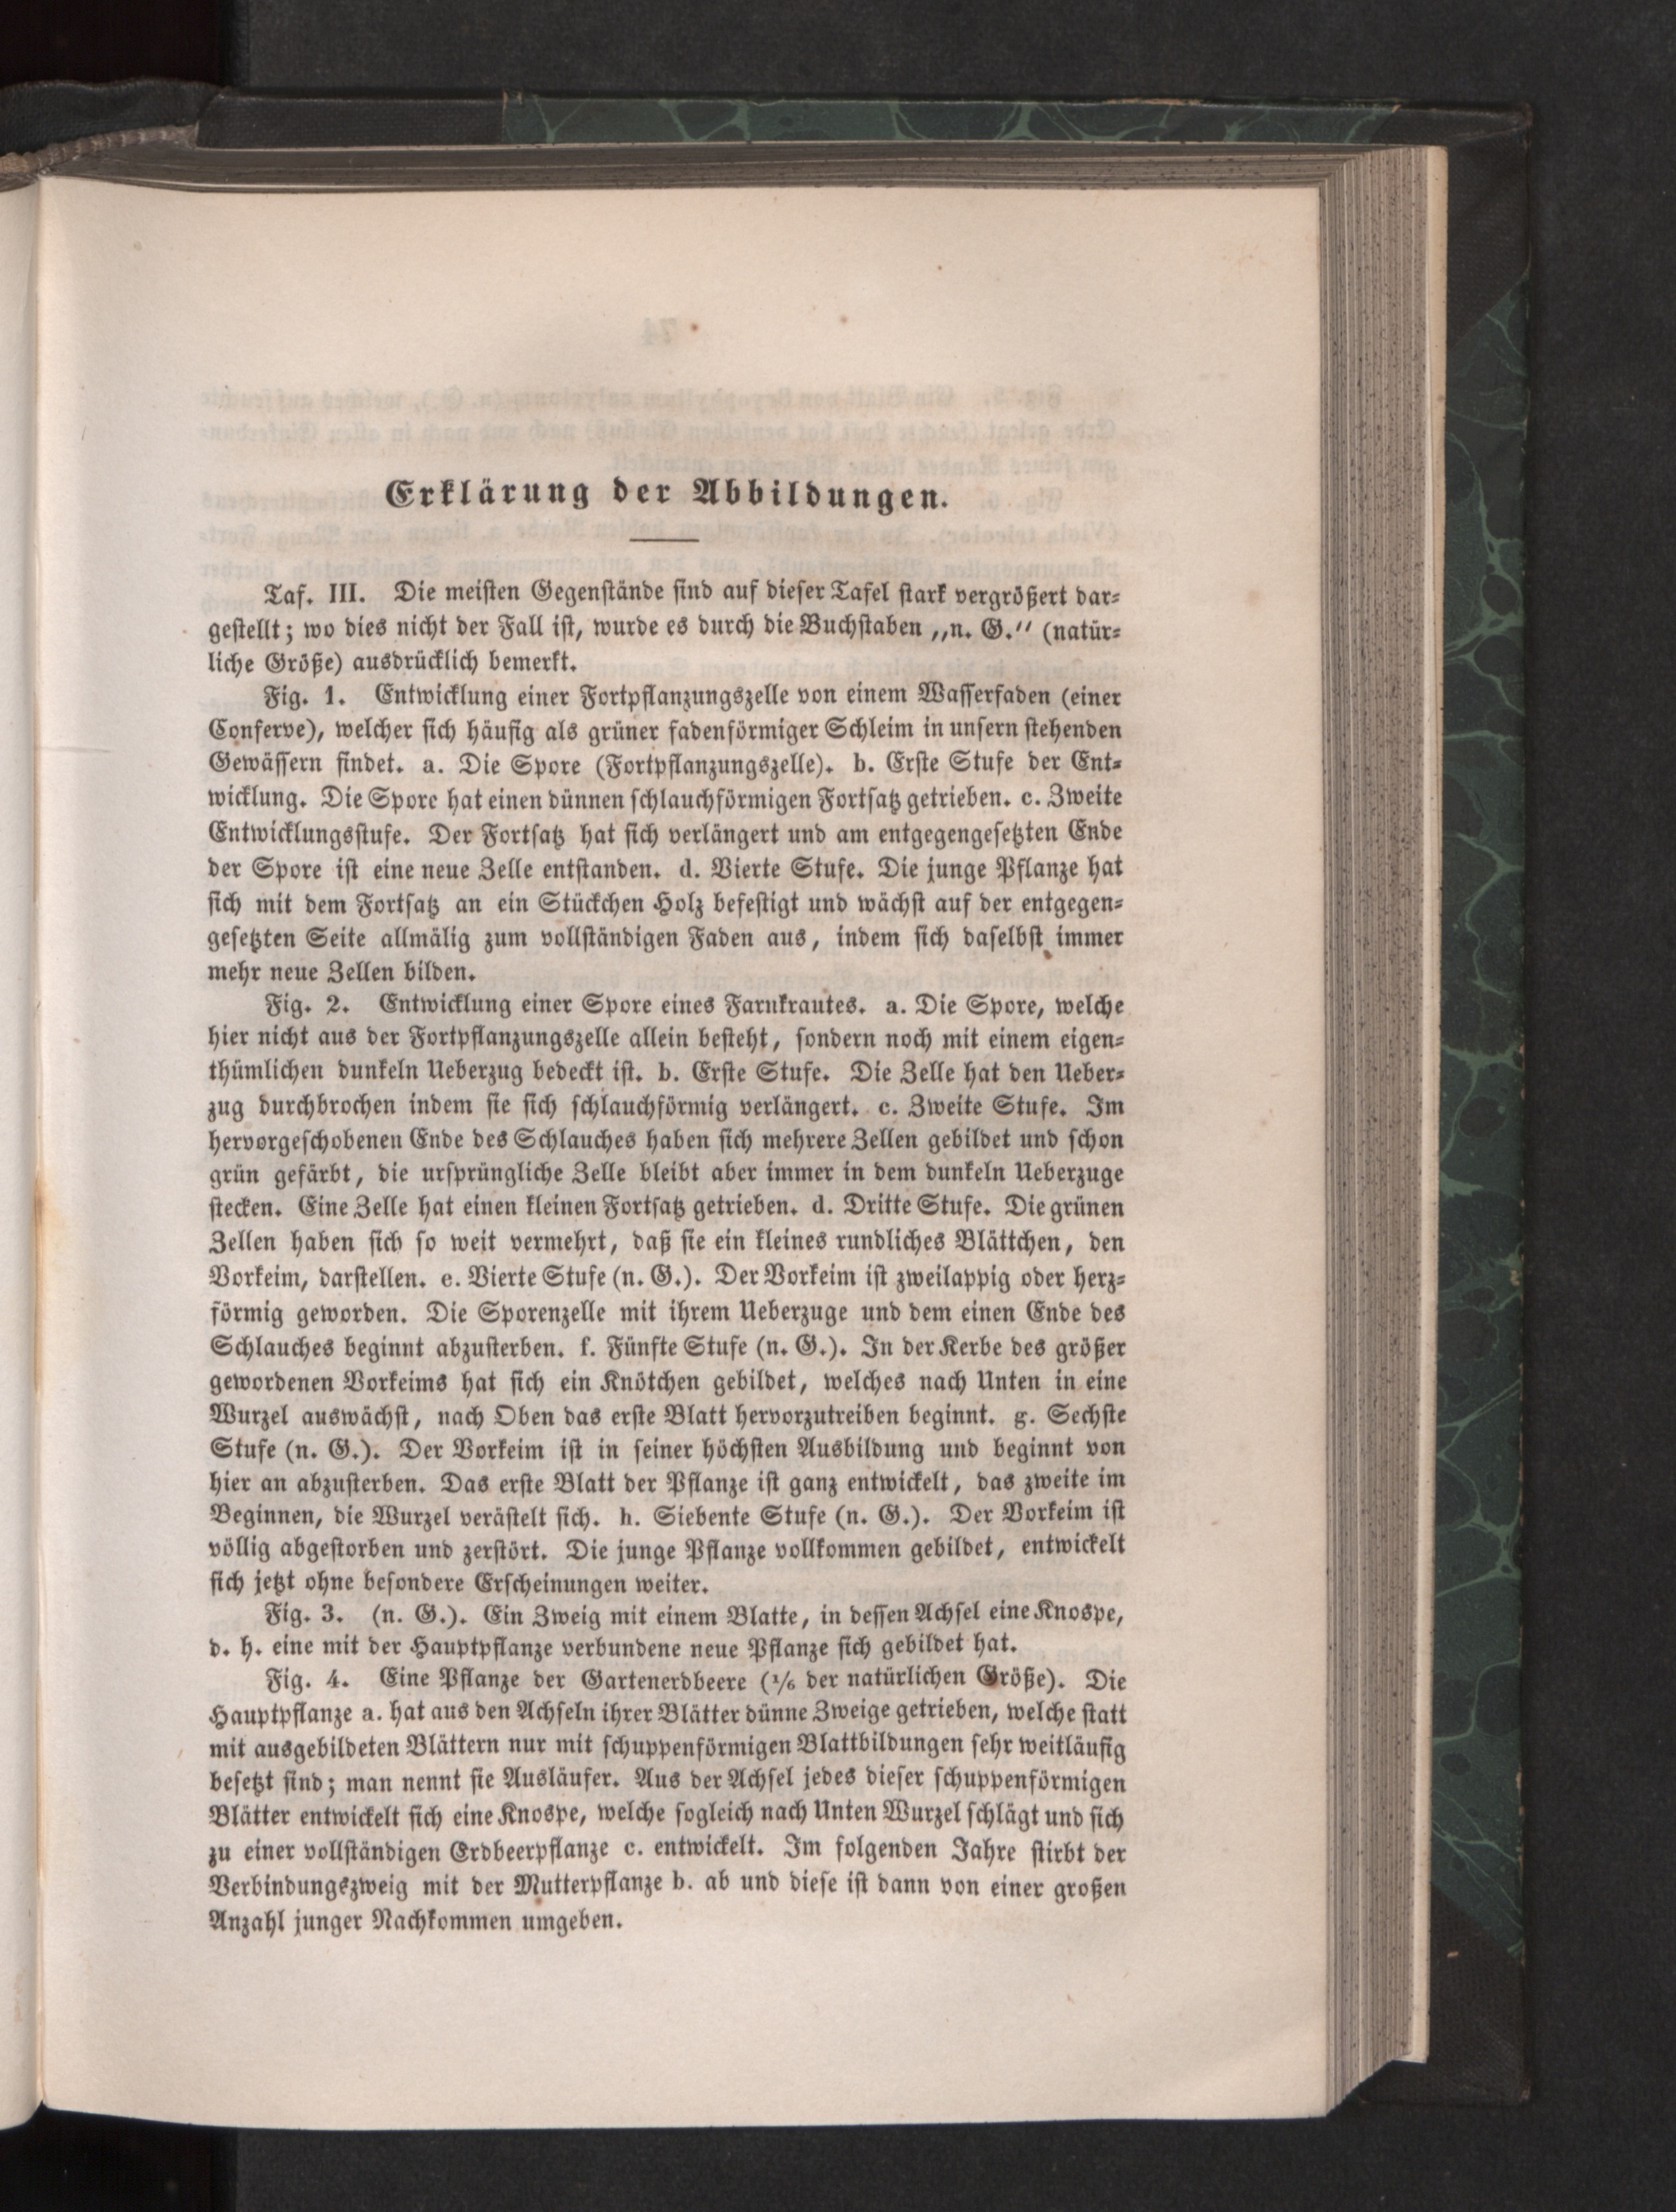 Erklärung der Abbildungen.
Taf. III. Die meisten Gegenstände sind auf dieser Tafel stark vergrößert dar-
gestellt; wo dies nicht der Fall ist, wurde es durch die Buchstaben „n. G.“ (natür-
liche Größe) ausdrücklich bemerkt.
Fig. 1. Entwicklung einer Fortpflanzungszelle von einem Wasserfaden (einer
Conferve), welcher sich häufig als grüner fadenförmiger Schleim in unsern stehenden
Gewässern findet. a. Die Spore (Fortpflanzungszelle). b. Erste Stufe der Ent-
wicklung. Die Spore hat einen dünnen schlauchförmigen Fortsatz getrieben. c. Zweite
Entwicklungsstufe. Der Fortsatz hat sich verlängert und am entgegengesetzten Ende
der Spore ist eine neue Zelle entstanden. d. Vierte Stufe. Die junge Pflanze hat
sich mit dem Fortsatz an ein Stückchen Holz befestigt und wächst auf der entgegen-
gesetzten Seite allmälig zum vollständigen Faden aus, indem sich daselbst immer
mehr neue Zellen bilden.
Fig. 2. Entwicklung einer Spore eines Farnkrautes. a. Die Spore, welche
hier nicht aus der Fortpflanzungszelle allein besteht, sondern noch mit einem eigen-
thümlichen dunkeln Ueberzug bedeckt ist. b. Erste Stufe. Die Zelle hat den Ueber-
zug durchbrochen indem sie sich schlauchförmig verlängert. c. Zweite Stufe. Im
hervorgeschobenen Ende des Schlauches haben sich mehrere Zellen gebildet und schon
grün gefärbt, die ursprüngliche Zelle bleibt aber immer in dem dunkeln Ueberzuge
stecken. Eine Zelle hat einen kleinen Fortsatz getrieben. d. Dritte Stufe. Die grünen
Zellen haben sich so weit vermehrt, daß sie ein kleines rundliches Blättchen, den
Vorkeim, darstellen. e. Vierte Stufe (n. G.). Der Vorkeim ist zweilappig oder herz-
förmig geworden. Die Sporenzelle mit ihrem Ueberzuge und dem einen Ende des
Schlauches beginnt abzusterben. f. Fünfte Stufe (n. G.). In der Kerbe des größer
gewordenen Vorkeims hat sich ein Knötchen gebildet, welches nach Unten in eine
Wurzel auswächst, nach Oben das erste Blatt hervorzutreiben beginnt. g. Sechste
Stufe (n. G.). Der Vorkeim ist in seiner höchsten Ausbildung und beginnt von
hier an abzusterben. Das erste Blatt der Pflanze ist ganz entwickelt, das zweite im
Beginnen, die Wurzel verästelt sich. h. Siebente Stufe (n. G.). Der Vorkeim ist
völlig abgestorben und zerstört. Die junge Pflanze vollkommen gebildet, entwickelt
sich jetzt ohne besondere Erscheinungen weiter.
Fig. 3. (n. G.). Ein Zweig mit einem Blatte, in dessen Achsel eine Knospe,
d. h. eine mit der Hauptpflanze verbundene neue Pflanze sich gebildet hat.
Fig. 4. Eine Pflanze der Gartenerdbeere (1/6 der natürlichen Größe). Die
Hauptpflanze a. hat aus den Achseln ihrer Blätter dünne Zweige getrieben, welche statt
mit ausgebildeten Blättern nur mit schuppenförmigen Blattbildungen sehr weitläufig
besetzt sind; man nennt sie Ausläufer. Aus der Achsel jedes dieser schuppenförmigen
Blätter entwickelt sich eine Knospe, welche sogleich nach Unten Wurzel schlägt und sich
zu einer vollständigen Erdbeerpflanze c. entwickelt. Im folgenden Jahre stirbt der
Verbindungszweig mit der Mutterpflanze b. ab und diese ist dann von einer großen
Anzahl junger Nachkommen umgeben.